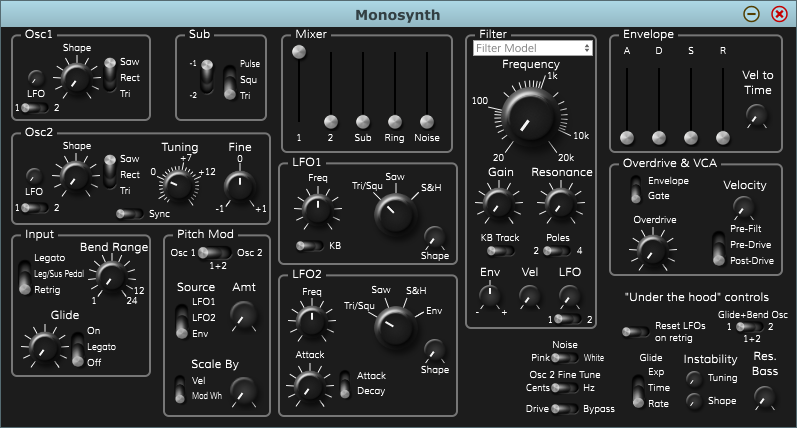 Monosynth
Osc1
Shape
Saw
Rect
Tri
LFO
1 2
Sub
-1
-2
Pulse
Squ
Tri
Mixer
1 2 Sub Ring Noise
Filter
Filter Model
Frequency
1k
100
10k
20 20k
Gain Resonance
KB Track
2 Poles 4
Env Vel LFO
- +
1 2
Envelope
A D S R
Vel to
Time
Osc2
Shape
Saw
Rect
Tri
LFO
1 2
Tuning
+7
0 +12
Sync
Fine
0
-1 +1
LFO1
Freq
Saw
Tri/Squ S&H
KB
Shape
Overdrive & VCA
Envelope
Gate
Velocity
Overdrive
Pre-Filt
Pre-Drive
Post-Drive
Input
Legato
Leg/Sus Pedal
Retrig
Bend Range
1 12
24
Glide
On
Legato
Off
Pitch Mod
Osc 1 Osc 2
1+2
Source
LFO1
LFO2
Env
Amt
Scale By
Vel
Mod Wh
LFO2
Freq
Saw
Tri/Squ S&H
Env
Attack
Attack
Decay
Shape
Noise
Pink White
Osc 2 Fine Tune
Cents Hz
Drive Bypass
"Under the hood" controls
Reset LFOs
on retrig
Glide+Bend Osc
1 2
1+2
Glide
Exp
Time
Rate
Instability
Tuning
Shape
Res.
Bass